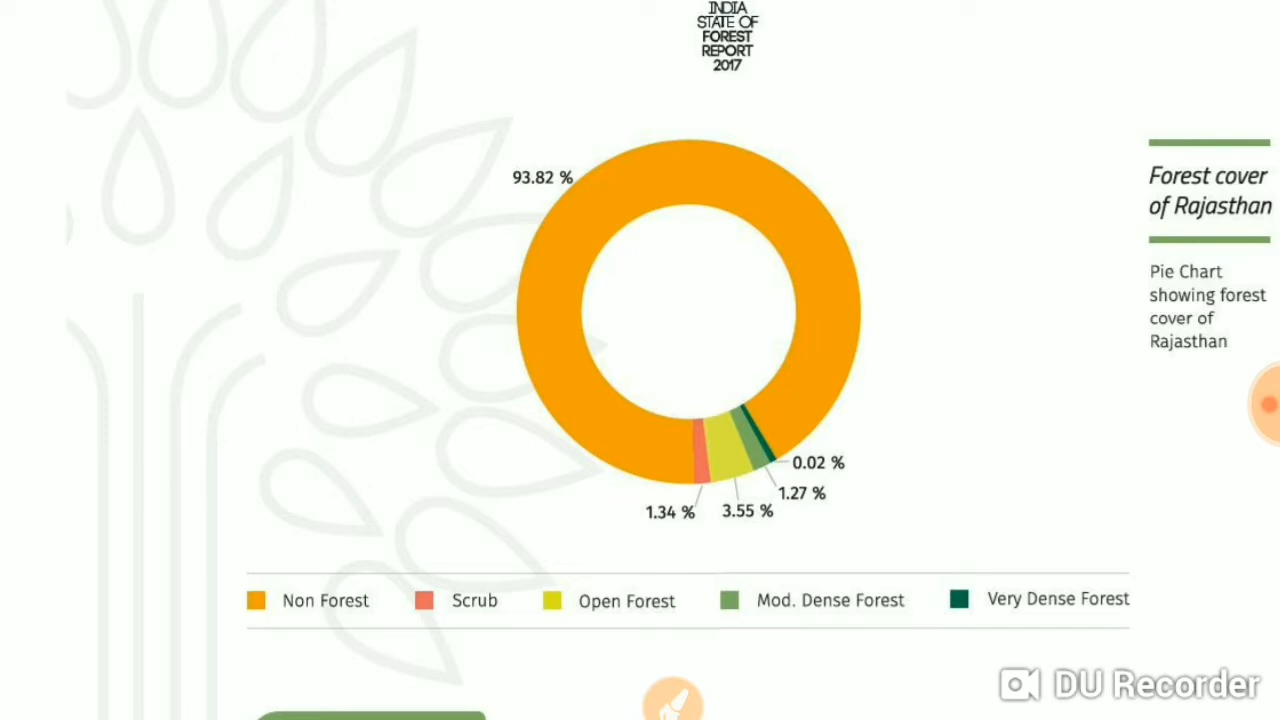 INDIA
STATE OF
FOREST
REPORT
2017
93.82 %
Forest cover
of Rajasthan
Pie Chart
showing forest
cover of
Rajasthan
0.02 %
1.27 %
1.34 %
3.55 %
Non Forest
Scrub
Open Forest
Mod. Dense Forest
Very Dense Forest
DU Recorder